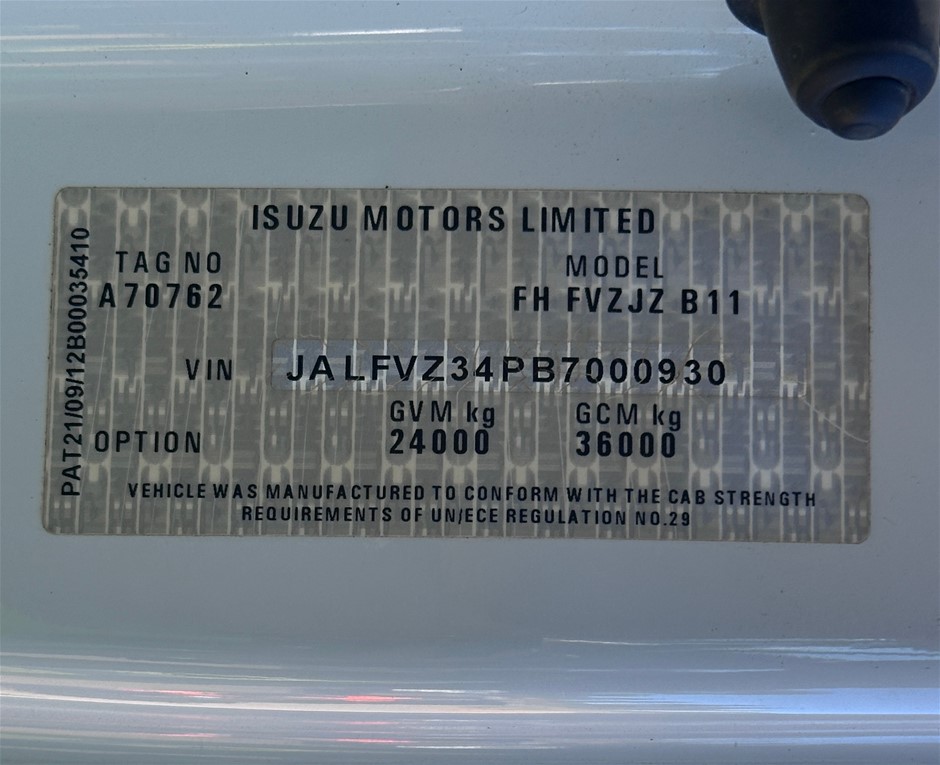 ISUZU MOTORS LIMITED
TAG NO MODEL
A70762 FH FVZJZ B11
VIN JALFVZ34PB7000930
GVM kg GCM kg
OPTION 24000 36000
VEHICLE WAS MANUFACTURED TO CONFORM WITH THE CAB STRENGTH
REQUIREMENTS OF UN/ECE REGULATION NO.29
PAT21/09/12B00035410